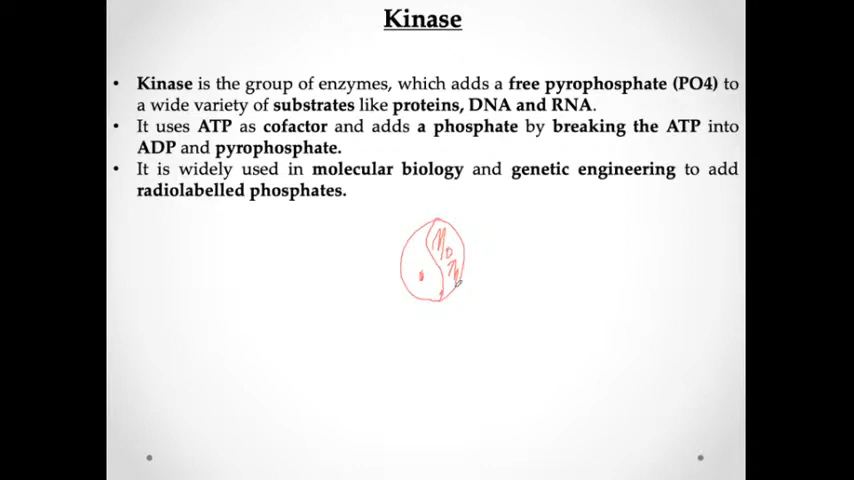 Kinase
• Kinase is the group of enzymes, which adds a free pyrophosphate (PO4) to
a wide variety of substrates like proteins, DNA and RNA.
• It uses ATP as cofactor and adds a phosphate by breaking the ATP into
ADP and pyrophosphate.
• It is widely used in molecular biology and genetic engineering to add
radiolabelled phosphates.